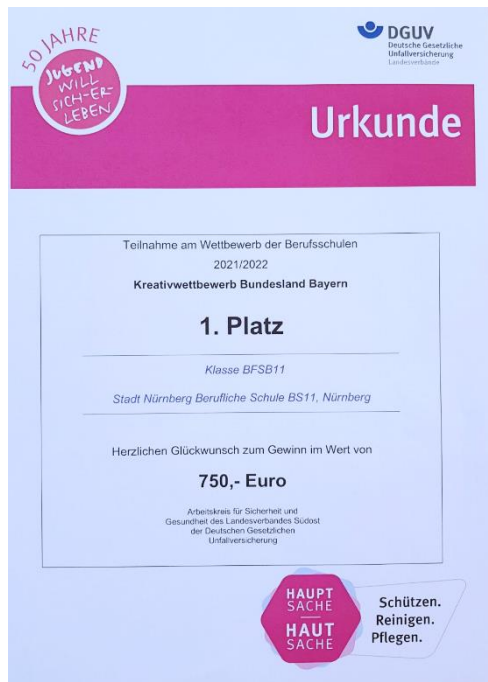 50 JAHRE
JUGEND
WILL
SICH-ER-
LEBEN
DGUV
Deutsche Gesetzliche
Unfallversicherung
Landesverbände
Urkunde
Teilnahme am Wettbewerb der Berufsschulen
2021/2022
Kreativwettbewerb Bundesland Bayern
1. Platz
Klasse BFSB11
Stadt Nürnberg Berufliche Schule BS11, Nürnberg
Herzlichen Glückwunsch zum Gewinn im Wert von
750,- Euro
Arbeitskreis für Sicherheit und
Gesundheit des Landesverbandes Südost
der Deutschen Gesetzlichen
Unfallversicherung
HAUPT
SACHE
HAUT
SACHE
Schützen.
Reinigen.
Pflegen.